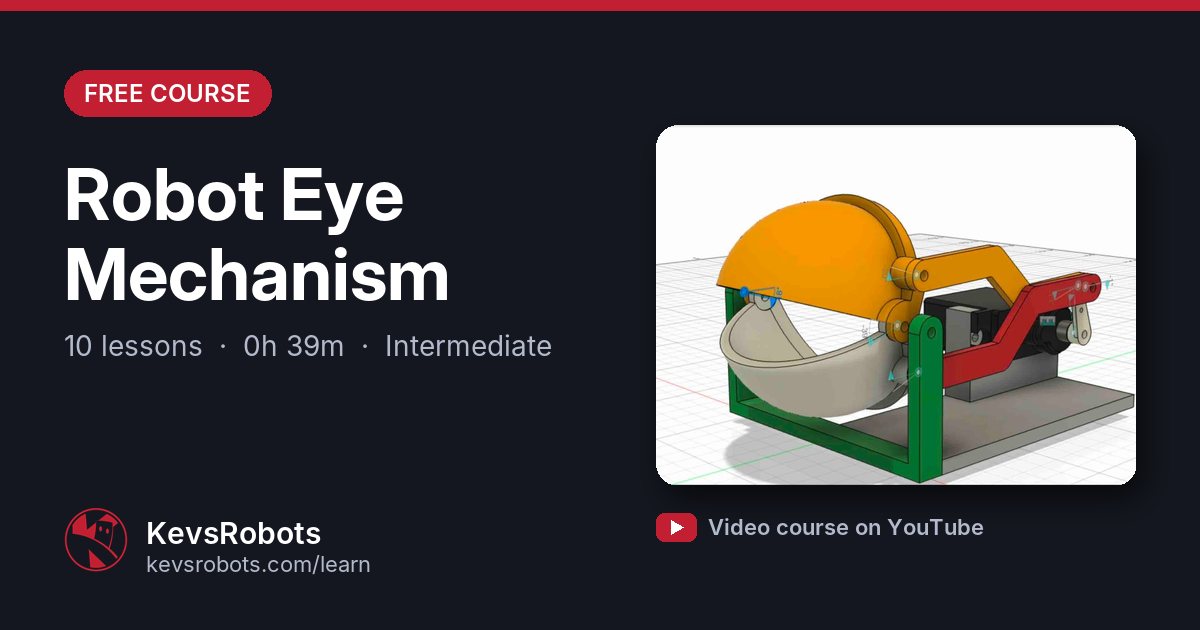 FREE COURSE
Robot Eye
Mechanism
10 lessons · 0h 39m · Intermediate
KevsRobots
kevsrobots.com/learn
Video course on YouTube